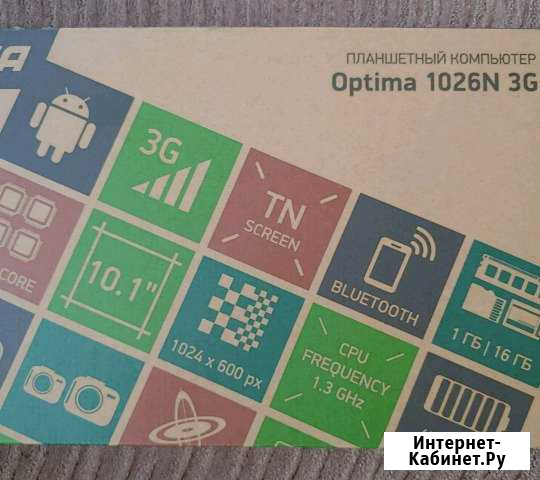 ПЛАНШЕТНЫЙ КОМПЬЮТЕР
Optima 1026N 3G
3G
TN
SCREEN
BLUETOOTH
CORE
10.1"
1024 x 600 px
CPU
FREQUENCY
1.3 GHz
1 ГБ | 16 ГБ
Интернет-
Кабинет.Ру